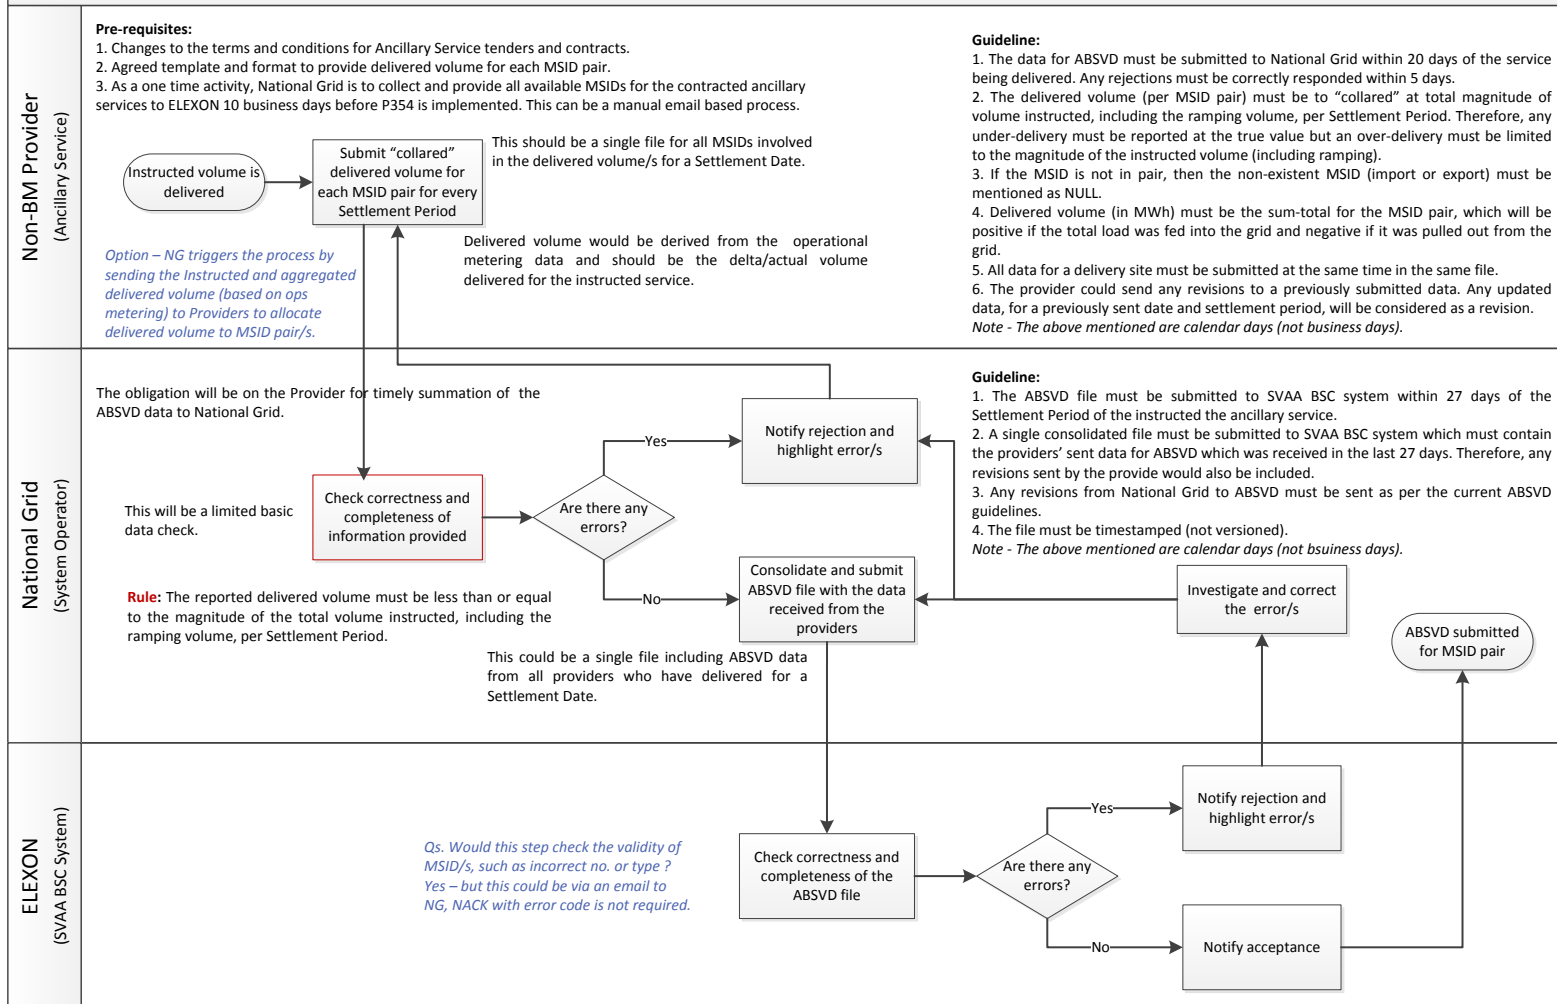 Non-BM Provider
(Ancillary Service)
Pre-requisites:
1. Changes to the terms and conditions for Ancillary Service tenders and contracts.
2. Agreed template and format to provide delivered volume for each MSID pair.
3. As a one time activity, National Grid is to collect and provide all available MSIDs for the contracted ancillary
services to ELEXON 10 business days before P354 is implemented. This can be a manual email based process.
Instructed volume is
delivered
Submit “collared”
delivered volume for
each MSID pair for every
Settlement Period
This should be a single file for all MSIDs involved
in the delivered volume/s for a Settlement Date.
Option – NG triggers the process by
sending the Instructed and aggregated
delivered volume (based on ops
metering) to Providers to allocate
delivered volume to MSID pair/s.
Delivered volume would be derived from the operational
metering data and should be the delta/actual volume
delivered for the instructed service.
Guideline:
1. The data for ABSVD must be submitted to National Grid within 20 days of the service
being delivered. Any rejections must be correctly responded within 5 days.
2. The delivered volume (per MSID pair) must be to “collared” at total magnitude of
volume instructed, including the ramping volume, per Settlement Period. Therefore, any
under-delivery must be reported at the true value but an over-delivery must be limited
to the magnitude of the instructed volume (including ramping).
3. If the MSID is not in pair, then the non-existent MSID (import or export) must be
mentioned as NULL.
4. Delivered volume (in MWh) must be the sum-total for the MSID pair, which will be
positive if the total load was fed into the grid and negative if it was pulled out from the
grid.
5. All data for a delivery site must be submitted at the same time in the same file.
6. The provider could send any revisions to a previously submitted data. Any updated
data, for a previously sent date and settlement period, will be considered as a revision.
Note - The above mentioned are calendar days (not business days).
National Grid
(System Operator)
The obligation will be on the Provider for timely summation of the
ABSVD data to National Grid.
This will be a limited basic
data check.
Check correctness and
completeness of
information provided
Are there any
errors?
Yes
No
Notify rejection and
highlight error/s
Consolidate and submit
ABSVD file with the data
received from the
providers
Rule: The reported delivered volume must be less than or equal
to the magnitude of the total volume instructed, including the
ramping volume, per Settlement Period.
This could be a single file including ABSVD data
from all providers who have delivered for a
Settlement Date.
Guideline:
1. The ABSVD file must be submitted to SVAA BSC system within 27 days of the
Settlement Period of the instructed the ancillary service.
2. A single consolidated file must be submitted to SVAA BSC system which must contain
the providers’ sent data for ABSVD which was received in the last 27 days. Therefore, any
revisions sent by the provide would also be included.
3. Any revisions from National Grid to ABSVD must be sent as per the current ABSVD
guidelines.
4. The file must be timestamped (not versioned).
Note - The above mentioned are calendar days (not bsuiness days).
Investigate and correct
the error/s
ABSVD submitted
for MSID pair
ELEXON
(SVAA BSC System)
Qs. Would this step check the validity of
MSID/s, such as incorrect no. or type ?
Yes – but this could be via an email to
NG, NACK with error code is not required.
Check correctness and
completeness of the
ABSVD file
Are there any
errors?
Yes
No
Notify rejection and
highlight error/s
Notify acceptance